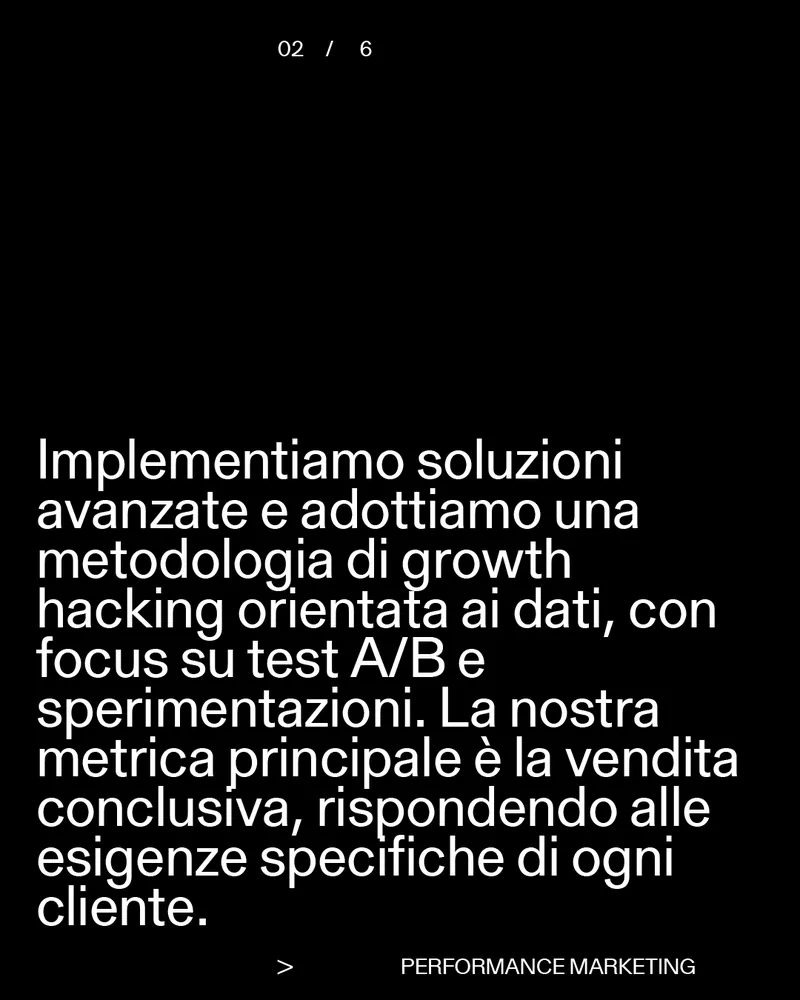 02 / 6
Implementiamo soluzioni
avanzate e adottiamo una
metodologia di growth
hacking orientata ai dati, con
focus su test A/B e
sperimentazioni. La nostra
metrica principale è la vendita
conclusiva, rispondendo alle
esigenze specifiche di ogni
cliente.
> PERFORMANCE MARKETING